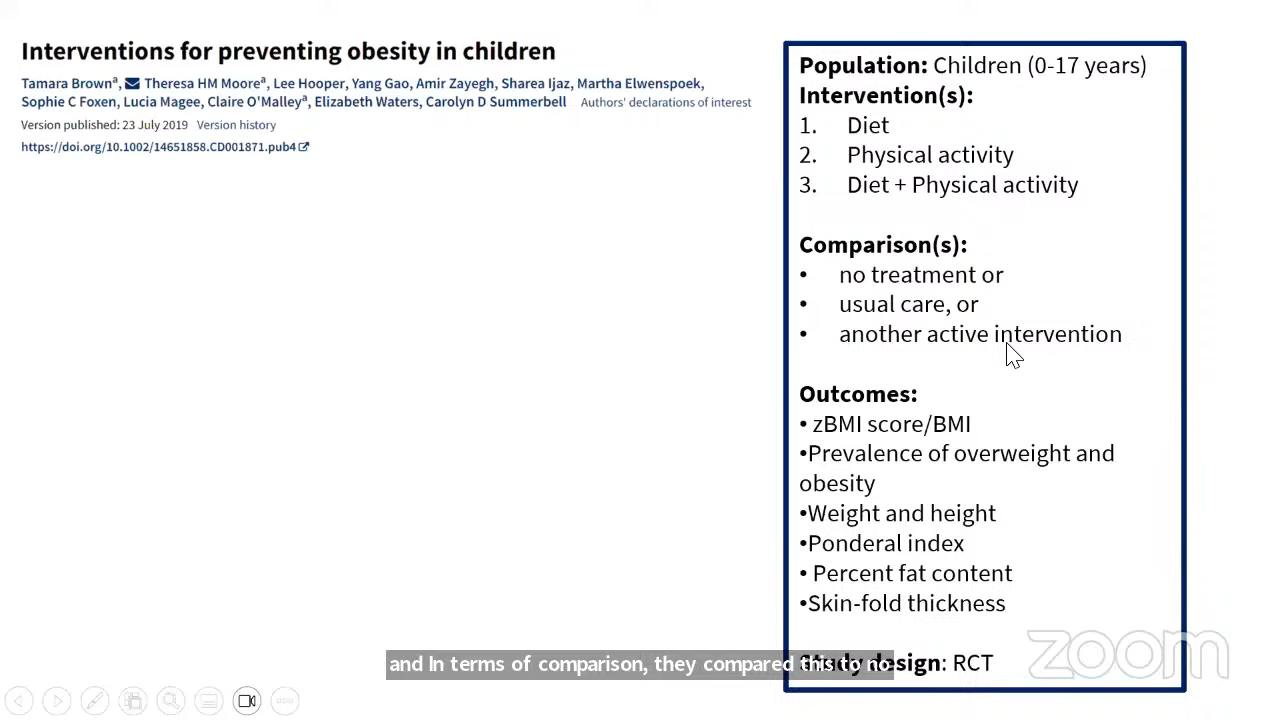 Interventions for preventing obesity in children
Tamara Brownᵃ, Theresa HM Mooreᵃ, Lee Hooper, Yang Gao, Amir Zayegh, Sharea Ijaz, Martha Elwenspoek,
Sophie C Foxen, Lucia Magee, Claire O'Malleyᵃ, Elizabeth Waters, Carolyn D Summerbell Authors' declarations of interest
Version published: 23 July 2019 Version history
https://doi.org/10.1002/14651858.CD001871.pub4
Population: Children (0-17 years)
Intervention(s):
1. Diet
2. Physical activity
3. Diet + Physical activity
Comparison(s):
• no treatment or
• usual care, or
• another active intervention
Outcomes:
• zBMI score/BMI
•Prevalence of overweight and
obesity
•Weight and height
•Ponderal index
• Percent fat content
•Skin-fold thickness
Study design: RCT
and In terms of comparison, they compared this to no
zoom